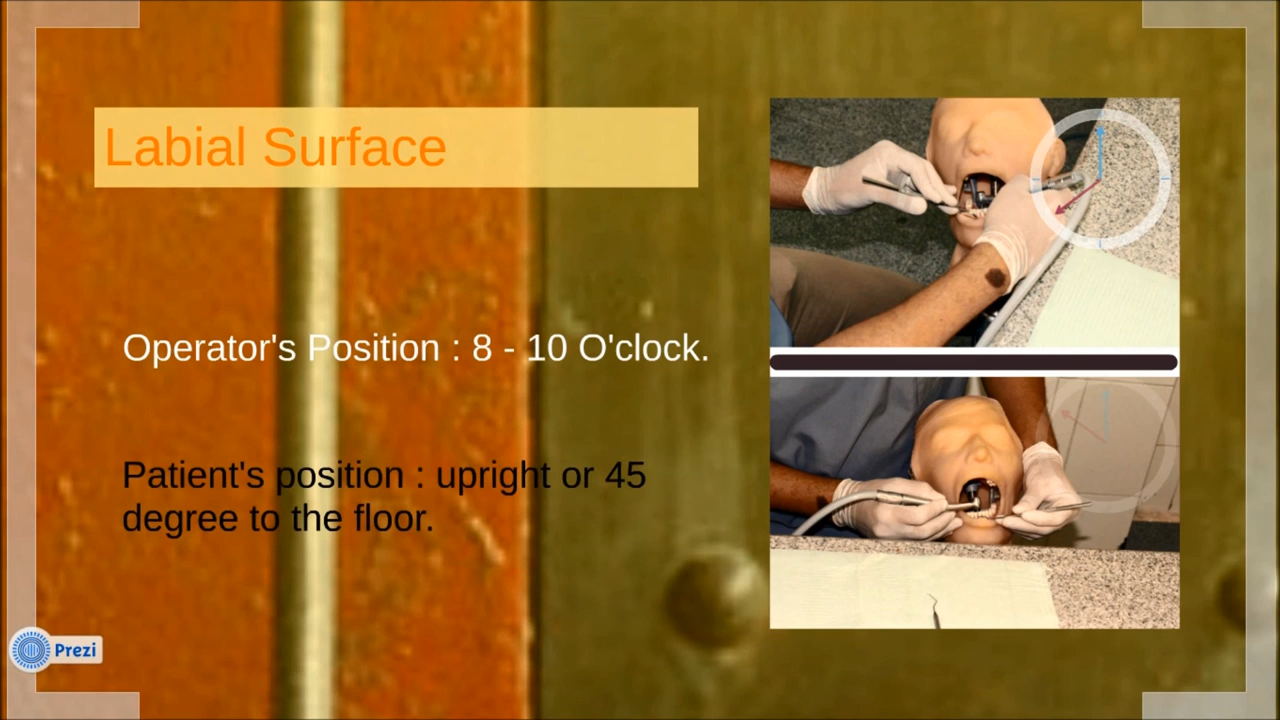 Labial Surface
Operator's Position : 8 - 10 O'clock.
Patient's position : upright or 45
degree to the floor.
Prezi